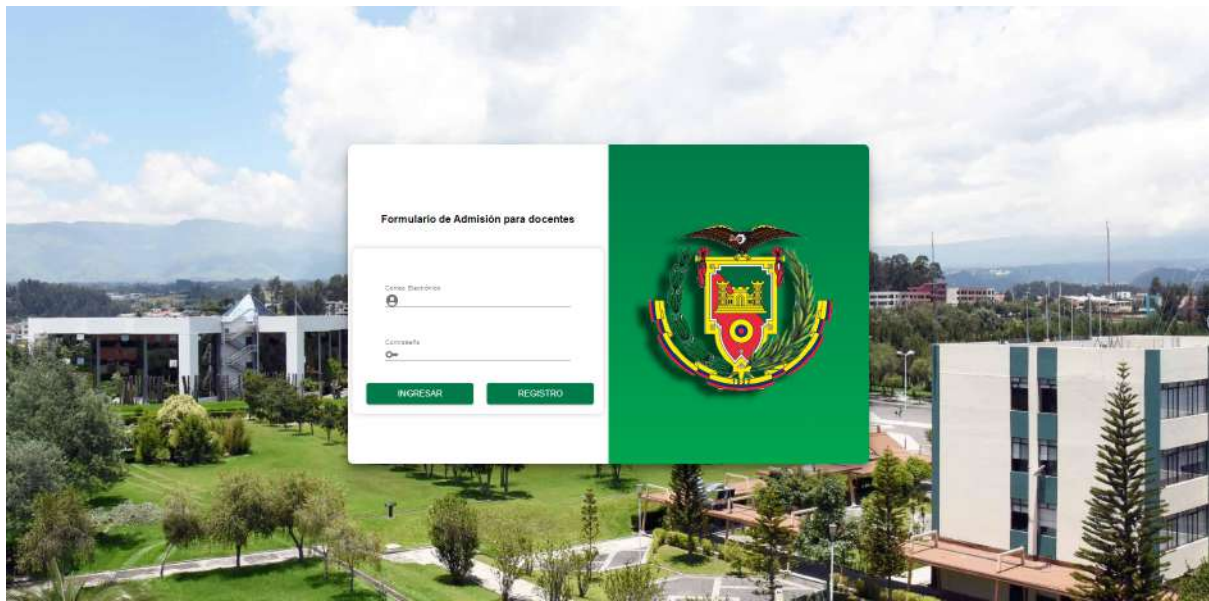 Formulario de Admisión para docentes
Correo Electrónico
Contraseña
INGRESAR
REGISTRO